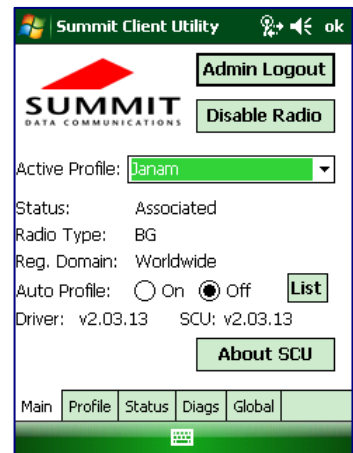 Summit Client Utility ok
Admin Logout
SUMMIT
DATA COMMUNICATIONS
Disable Radio
Active Profile: Janam
Status: Associated
Radio Type: BG
Reg. Domain: Worldwide
Auto Profile: On Off List
Driver: v2.03.13 SCU: v2.03.13
About SCU
Main Profile Status Diags Global